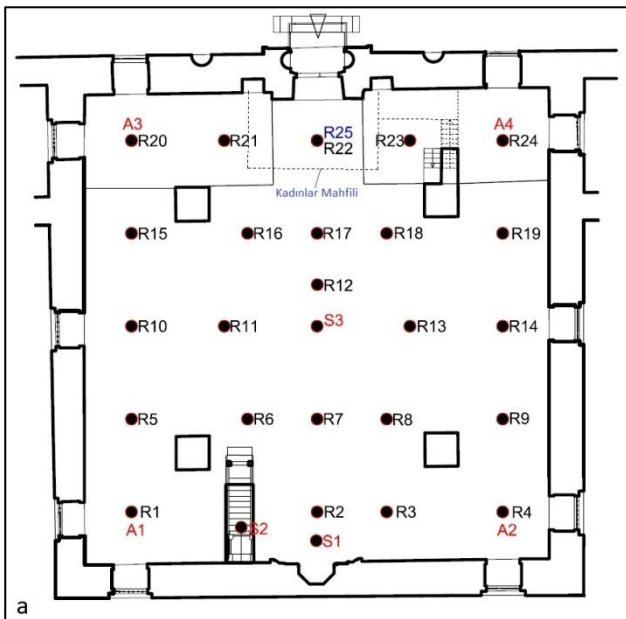 A3
A4
R20
R21
R25
R22
R23
R24
Kadınlar Mahfili
R15
R16
R17
R18
R19
R12
R10
R11
S3
R13
R14
R5
R6
R7
R8
R9
R1
R2
R3
R4
A1
S2
S1
A2
a